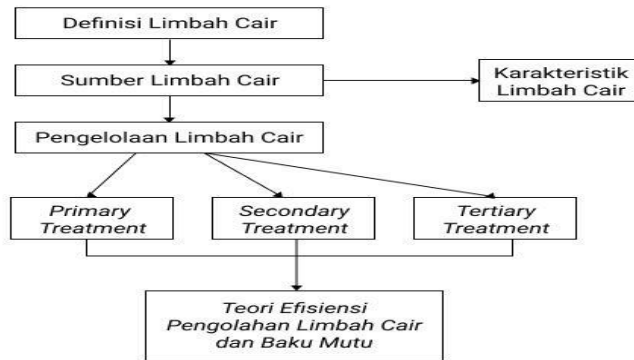 Definisi Limbah Cair
Sumber Limbah Cair
Karakteristik
Limbah Cair
Pengelolaan Limbah Cair
Primary
Treatment
Secondary
Treatment
Tertiary
Treatment
Teori Efisiensi
Pengolahan Limbah Cair
dan Baku Mutu